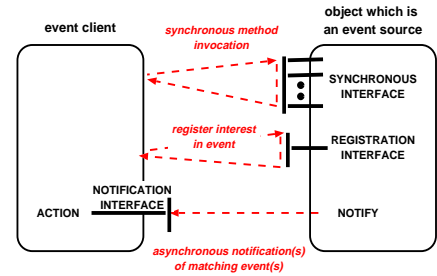 event client
object which is
an event source
synchronous method
invocation
SYNCHRONOUS
INTERFACE
register interest
in event
REGISTRATION
INTERFACE
NOTIFICATION
INTERFACE
ACTION
NOTIFY
asynchronous notification(s)
of matching event(s)